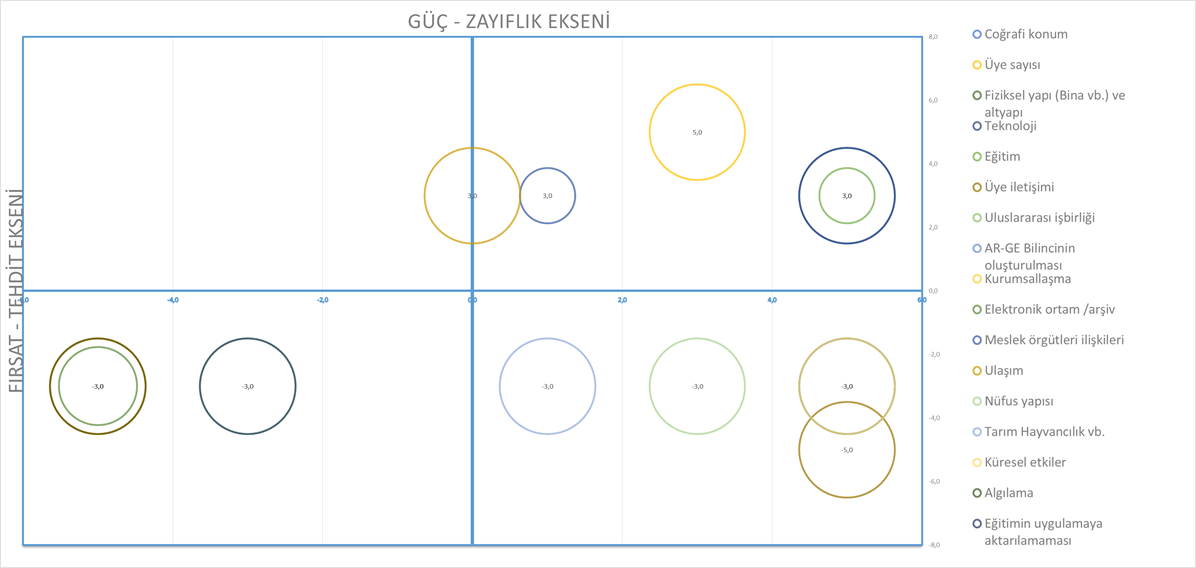 GÜÇ - ZAYIFLIK EKSENİ
FIRSAT - TEHDİT EKSENİ
8,0
6,0
4,0
2,0
0,0
-2,0
-4,0
-6,0
-8,0
-4,0
-2,0
0,0
2,0
4,0
6,0
5,0
3,0
3,0
3,0
-3,0
-3,0
-3,0
-3,0
-3,0
-5,0
Coğrafi konum
Üye sayısı
Fiziksel yapı (Bina vb.) ve
altyapı
Teknoloji
Eğitim
Üye iletişimi
Uluslararası işbirliği
AR-GE Bilincinin
oluşturulması
Kurumsallaşma
Elektronik ortam /arşiv
Meslek örgütleri ilişkileri
Ulaşım
Nüfus yapısı
Tarım Hayvancılık vb.
Küresel etkiler
Algılama
Eğitimin uygulamaya
aktarılamaması